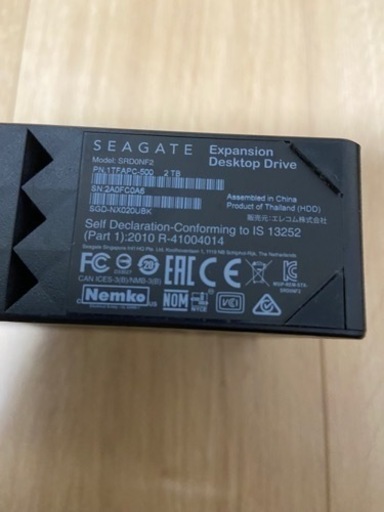 SEAGATE
Expansion
Desktop Drive
Model: SRD0NF2
PN:1TFAPC-500 2 TB
SN:2A0FC0A6
SGD-NX020UBK
Assembled in China
Product of Thailand (HDD)
販売元:エレコム株式会社
Self Declaration-Conforming to IS 13252
(Part 1):2010 R-41004014
CAN ICES-3(B)/NMB-3(B)
EAC
Nemko
NOM